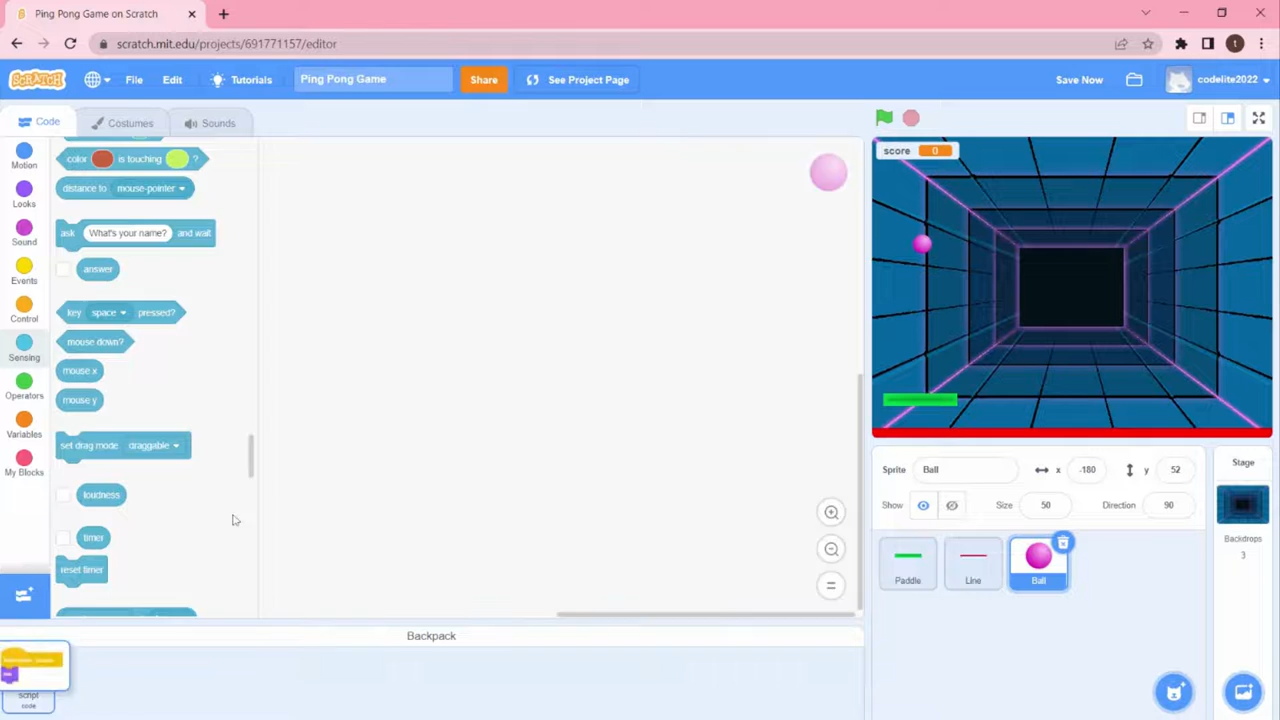 Ping Pong Game on Scratch
scratch.mit.edu/projects/691771157/editor
t
SCRATCH
File
Edit
Tutorials
Ping Pong Game
Share
See Project Page
Save Now
codelite2022
Code
Costumes
Sounds
Motion
Looks
Sound
Events
Control
Sensing
Operators
Variables
My Blocks
color is touching ?
distance to mouse-pointer
ask What's your name? and wait
answer
key space pressed?
mouse down?
mouse x
mouse y
set drag mode draggable
loudness
timer
reset timer
score 0
Sprite Ball x -180 y 52
Show Size 50 Direction 90
Paddle
Line
Ball
Stage
Backdrops
3
Backpack
script
code